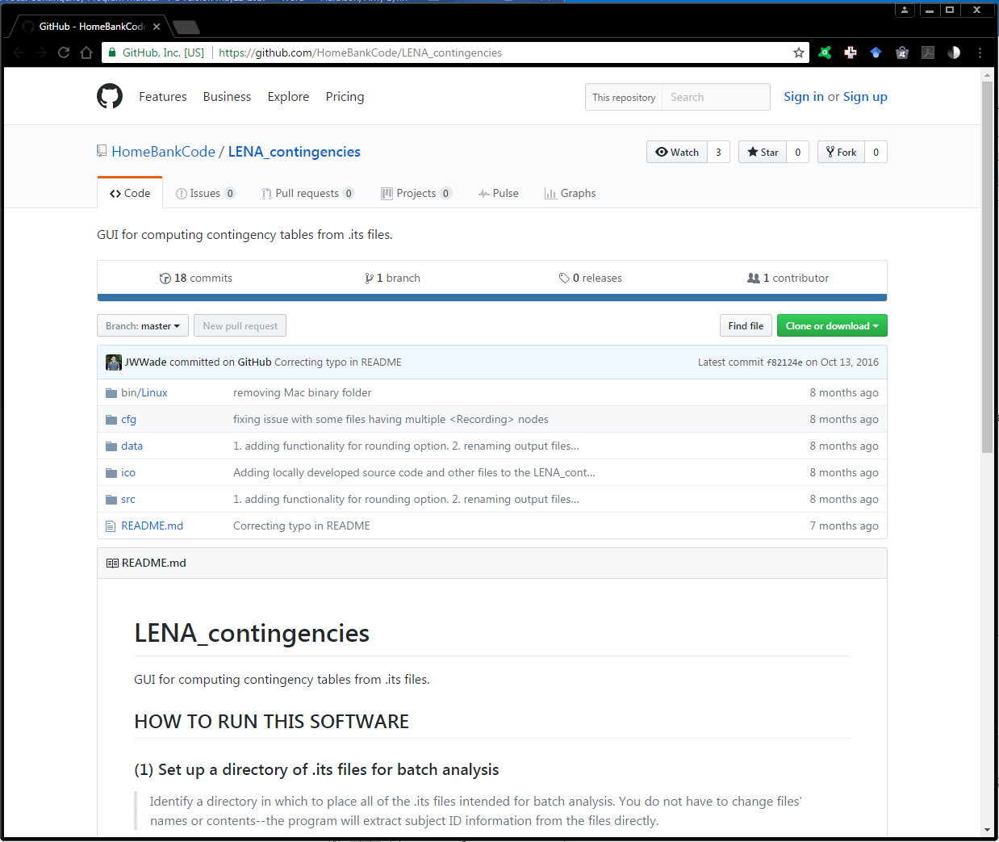 GitHub - HomeBankCode
GitHub, Inc. [US] https://github.com/HomeBankCode/LENA_contingencies
Features Business Explore Pricing This repository Search Sign in or Sign up
HomeBankCode / LENA_contingencies Watch 3 Star 0 Fork 0
Code Issues 0 Pull requests 0 Projects 0 Pulse Graphs
GUI for computing contingency tables from .its files.
18 commits 1 branch 0 releases 1 contributor
Branch: master New pull request Find file Clone or download
JWWade committed on GitHub Correcting typo in README Latest commit f82124e on Oct 13, 2016
bin/Linux removing Mac binary folder 8 months ago
cfg fixing issue with some files having multiple <Recording> nodes 8 months ago
data 1. adding functionality for rounding option. 2. renaming output files... 8 months ago
ico Adding locally developed source code and other files to the LENA_cont... 8 months ago
src 1. adding functionality for rounding option. 2. renaming output files... 8 months ago
README.md Correcting typo in README 7 months ago
README.md
LENA_contingencies
GUI for computing contingency tables from .its files.
HOW TO RUN THIS SOFTWARE
(1) Set up a directory of .its files for batch analysis
Identify a directory in which to place all of the .its files intended for batch analysis. You do not have to change files'
names or contents--the program will extract subject ID information from the files directly.